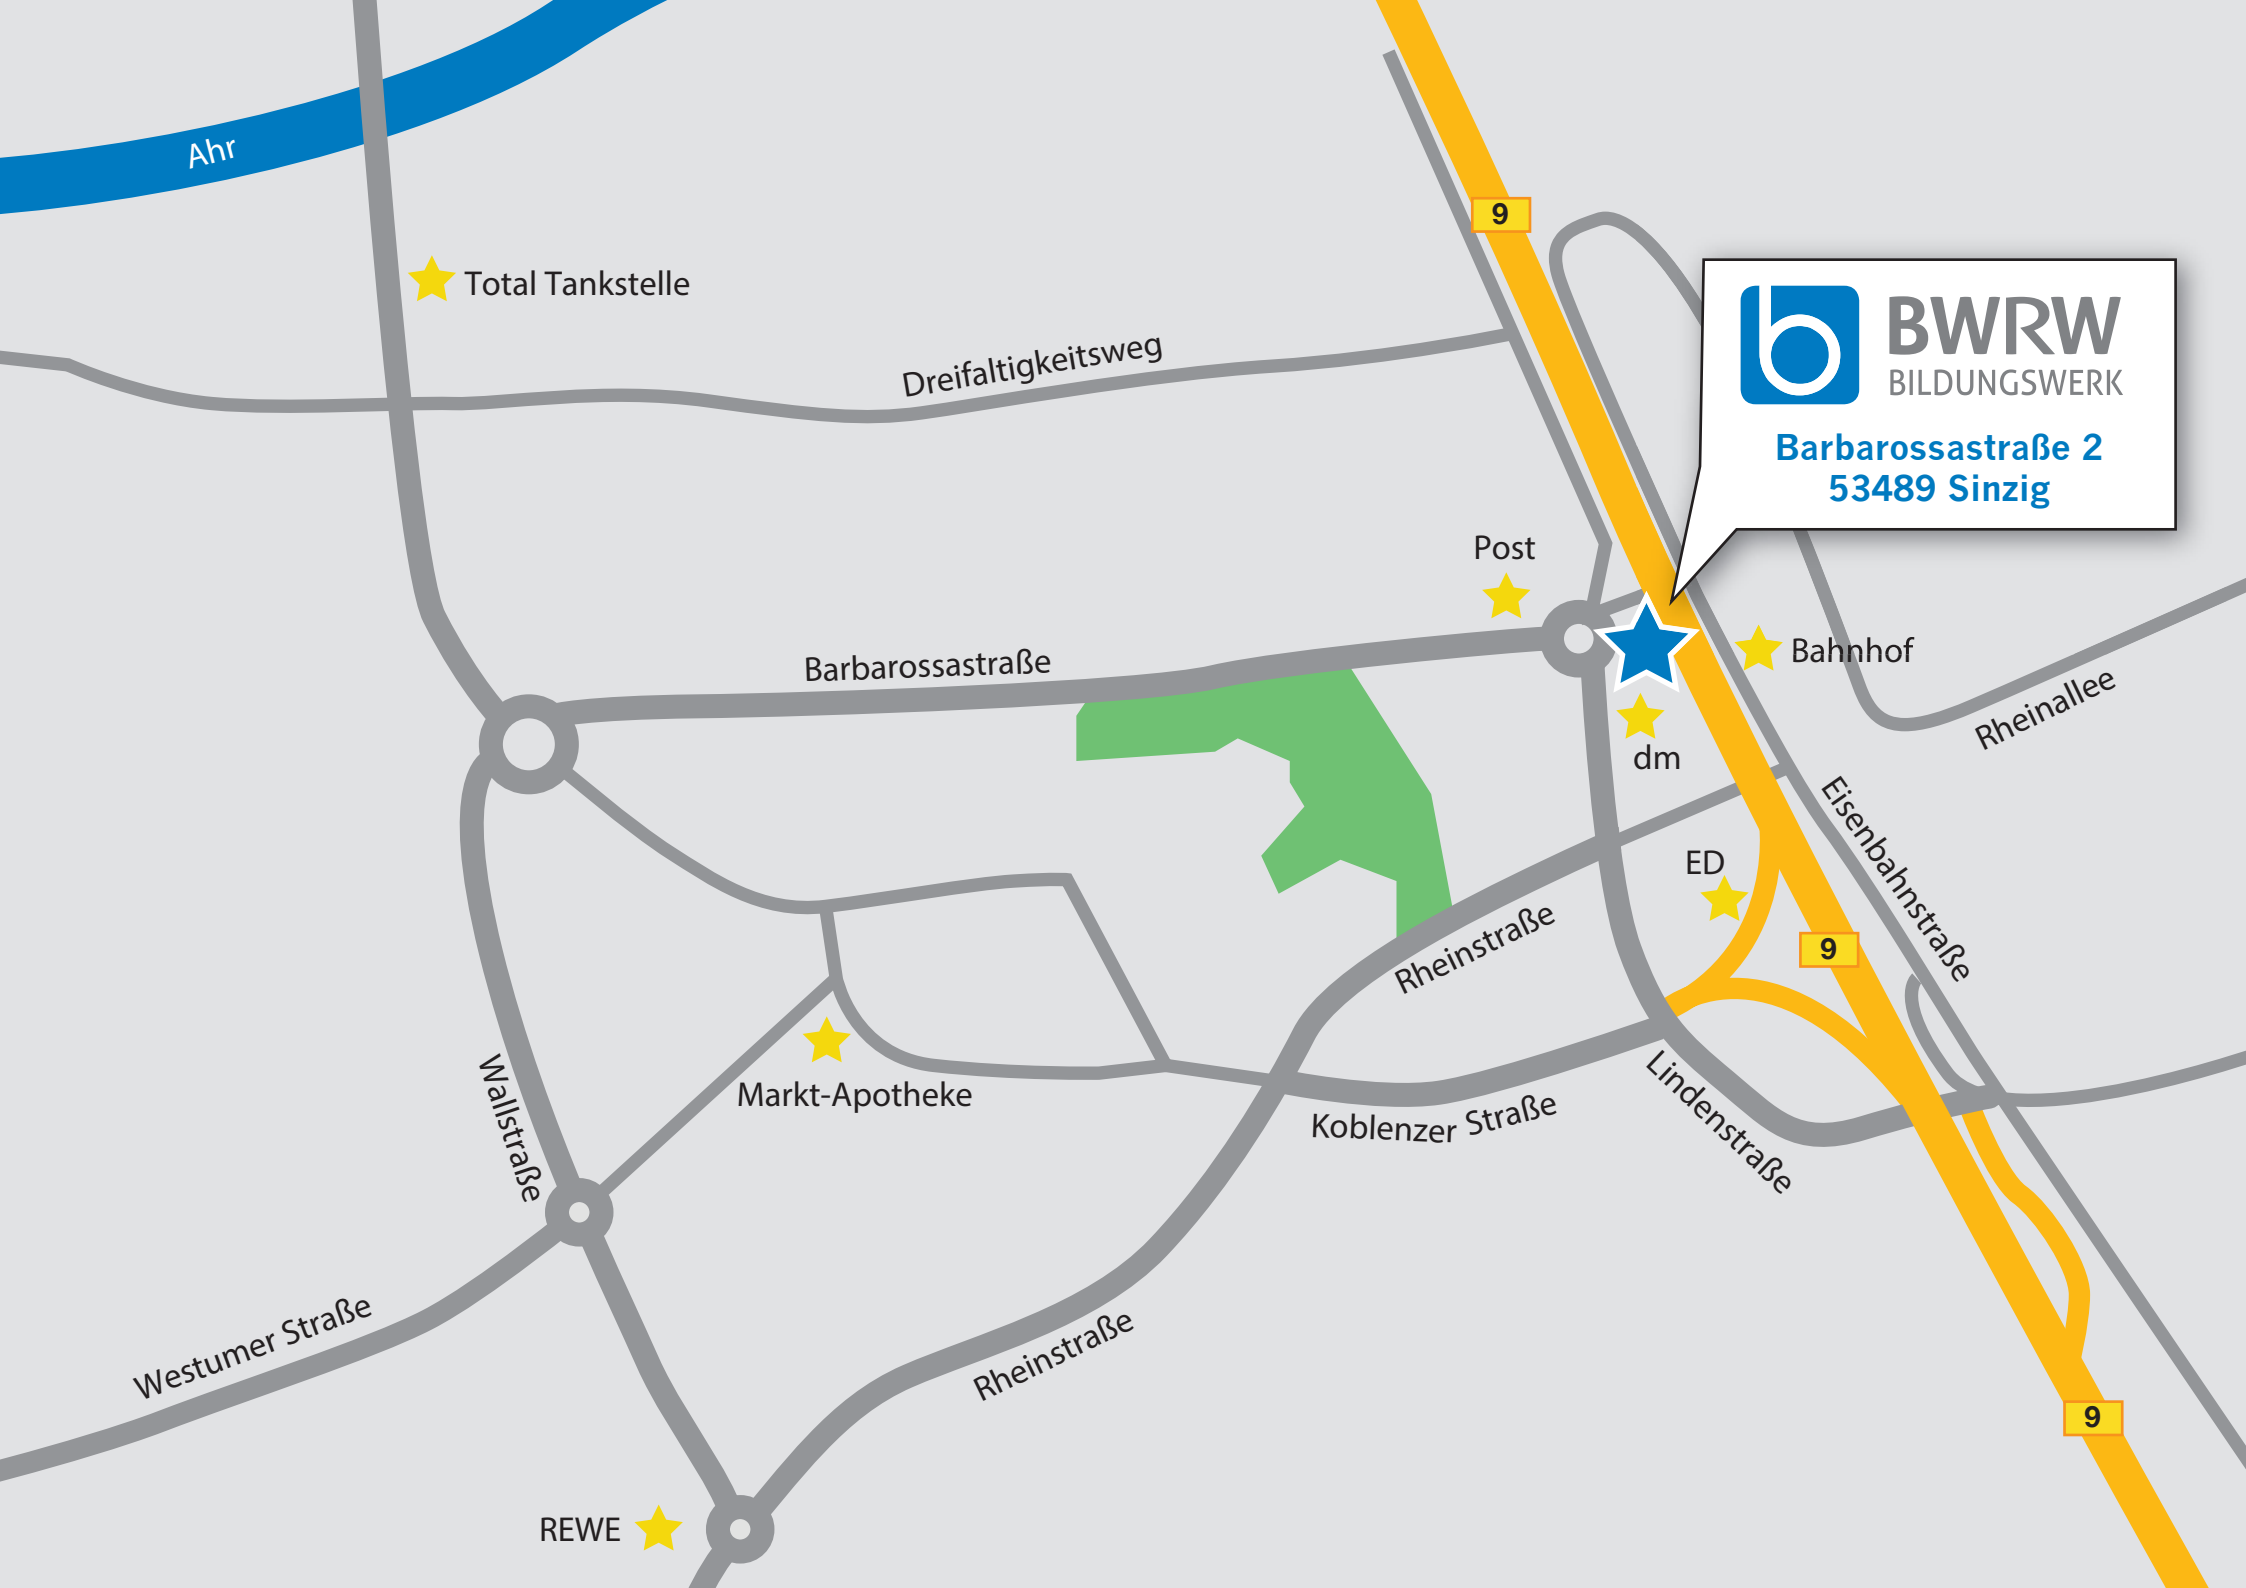 Ahr
9
Total Tankstelle
BWRW
BILDUNGSWERK
Dreifaltigkeitsweg
Barbarossastraße 2
53489 Sinzig
Post
Barbarossastraße
Bahnhof
Rheinallee
dm
Eisenbahnstraße
ED
Rheinstraße
9
Markt-Apotheke
Wallstraße
Koblenzer Straße
Lindenstraße
Westumer Straße
Rheinstraße
9
REWE